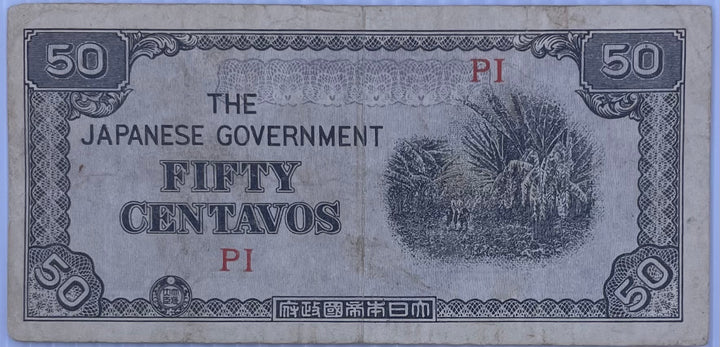 50
50
PI
THE
JAPANESE GOVERNMENT
FIFTY
CENTAVOS
PI
50
50
大日本帝國政府